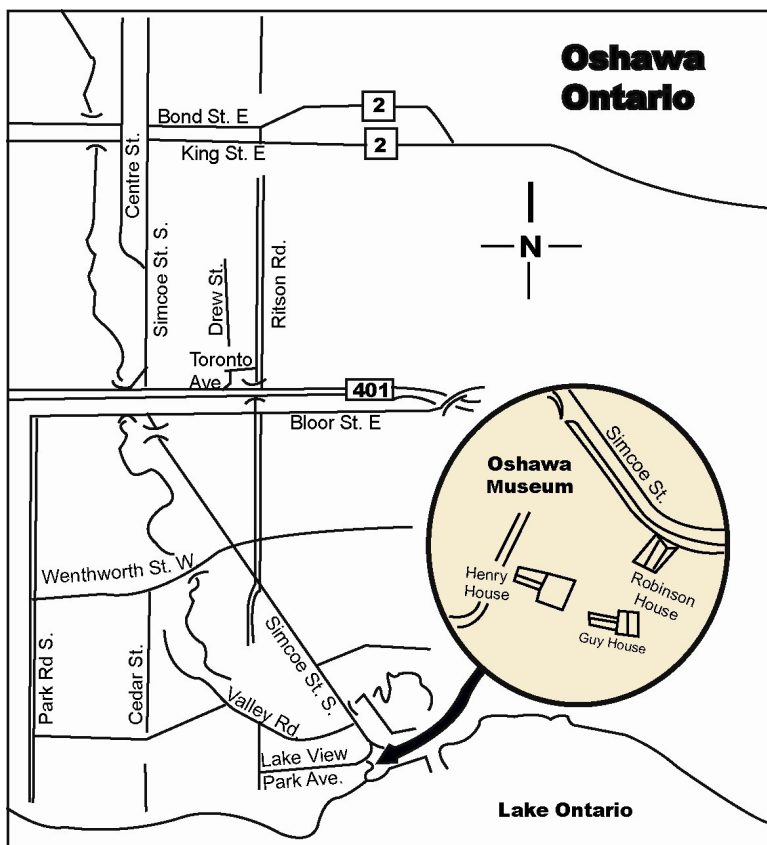 Oshawa
Ontario
Bond St. E
2
King St. E
2
Centre St.
Simcoe St. S.
Drew St.
Ritson Rd.
N
Toronto
Ave.
401
Bloor St. E
Simcoe St.
Oshawa
Museum
Henry
House
Robinson
House
Guy House
Wenthworth St. W
Park Rd S.
Cedar St.
Simcoe St. S.
Valley Rd.
Lake View
Park Ave.
Lake Ontario